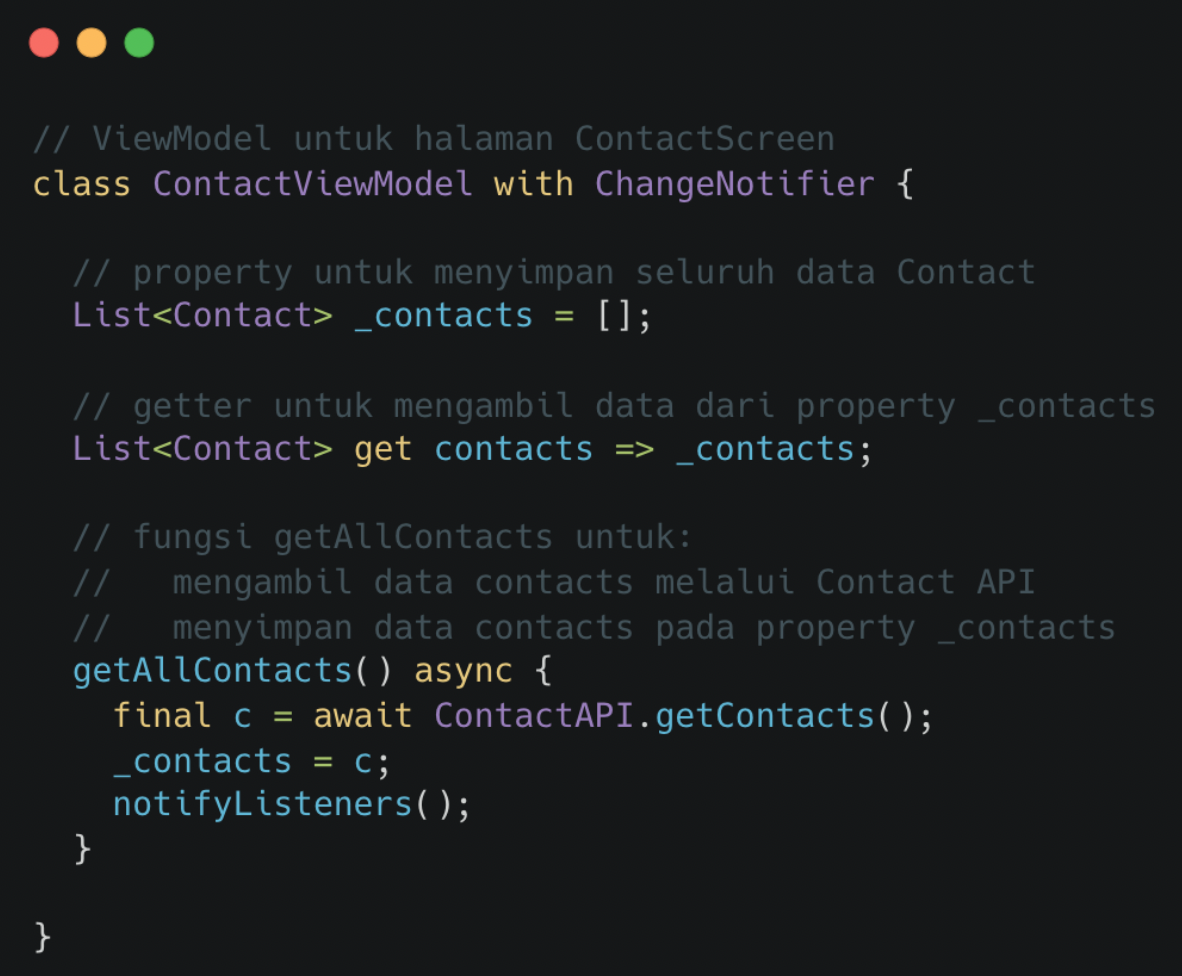 // ViewModel untuk halaman ContactScreen
class ContactViewModel with ChangeNotifier {
  // property untuk menyimpan seluruh data Contact
  List<Contact> _contacts = [];
  // getter untuk mengambil data dari property _contacts
  List<Contact> get contacts => _contacts;
  // fungsi getAllContacts untuk:
  //   mengambil data contacts melalui Contact API
  //   menyimpan data contacts pada property _contacts
  getAllContacts() async {
    final c = await ContactAPI.getContacts();
    _contacts = c;
    notifyListeners();
  }
}